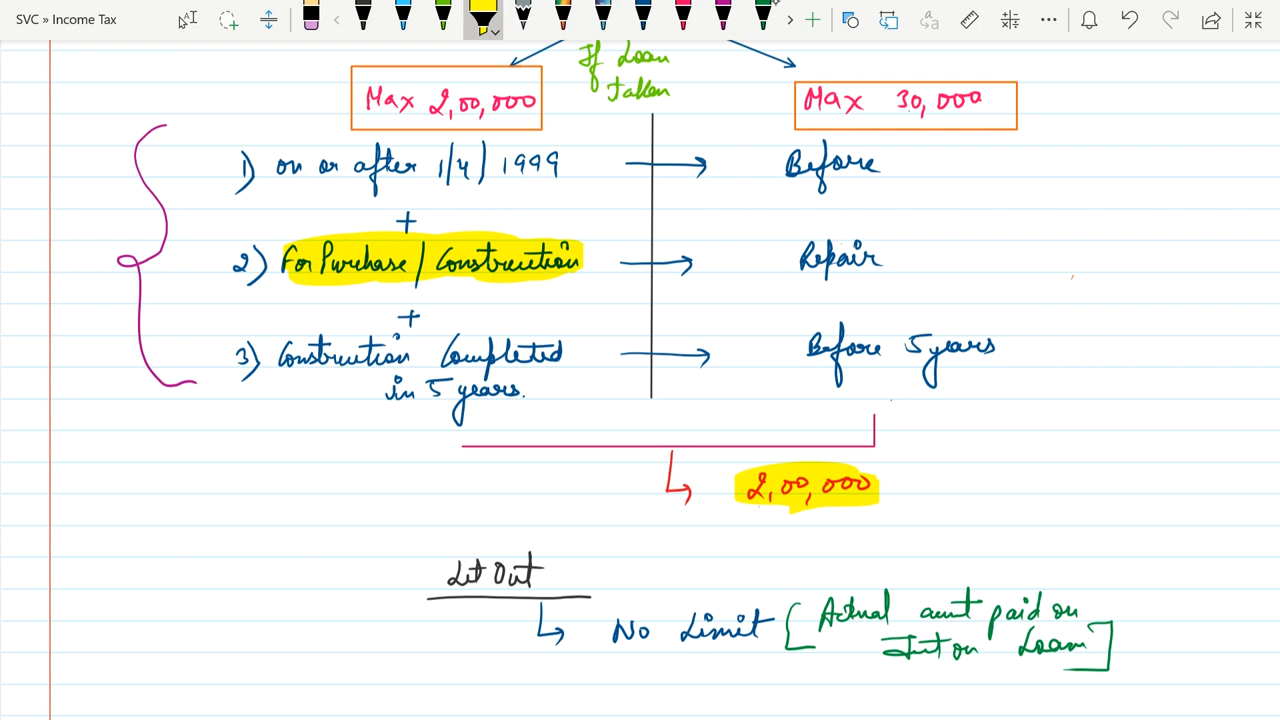 SVC » Income Tax
If Loan
Taken
Max 2,00,000
Max 30,000
1) on or after 1/4/1999 → Before
+
2) For Purchase/Construction → Repair
+
3) Construction Completed → Before 5 years
in 5 years.
2,00,000
Let Out
No Limit [Actual amt paid on
Int on Loan]